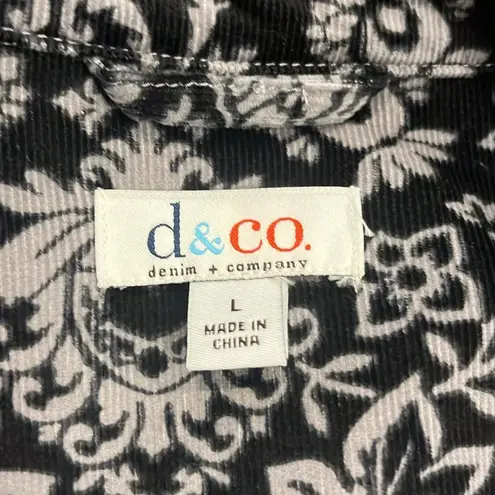 d&co.
denim + company
L
MADE IN
CHINA